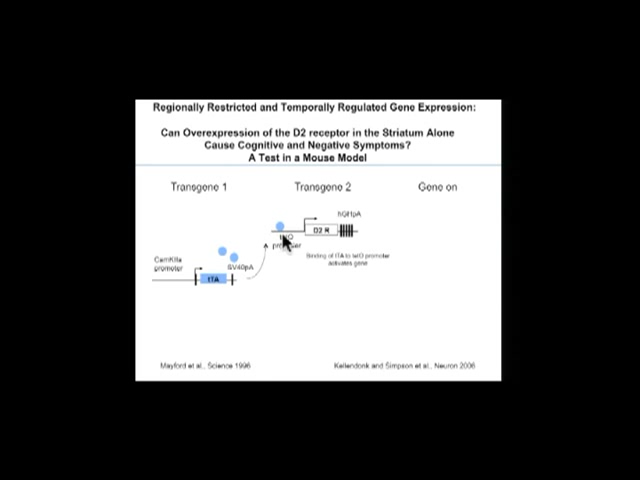 Regionally Restricted and Temporally Regulated Gene Expression:
Can Overexpression of the D2 receptor in the Striatum Alone
Cause Cognitive and Negative Symptoms?
A Test in a Mouse Model
Transgene 1
Transgene 2
Gene on
hGHpA
D2 R
CamKIIa
promoter
SV40pA
tTA
Binding of tTA to tetO promoter
activates gene
Mayford et al., Science 1996
Kellendonk and Simpson et al., Neuron 2006